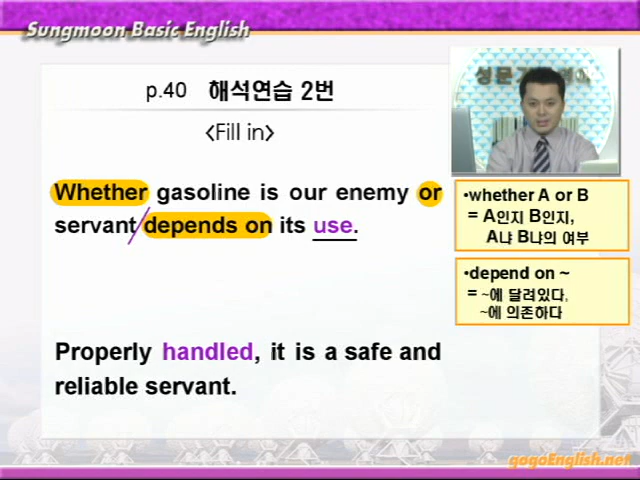 Sungmoon Basic English
p.40 해석연습 2번
<Fill in>
Whether gasoline is our enemy or
servant/depends on its use.
Properly handled, it is a safe and
reliable servant.
성문
•whether A or B
= A인지 B인지,
A냐 B냐의 여부
•depend on ~
= ~에 달려있다,
~에 의존하다
gogoEnglish.net